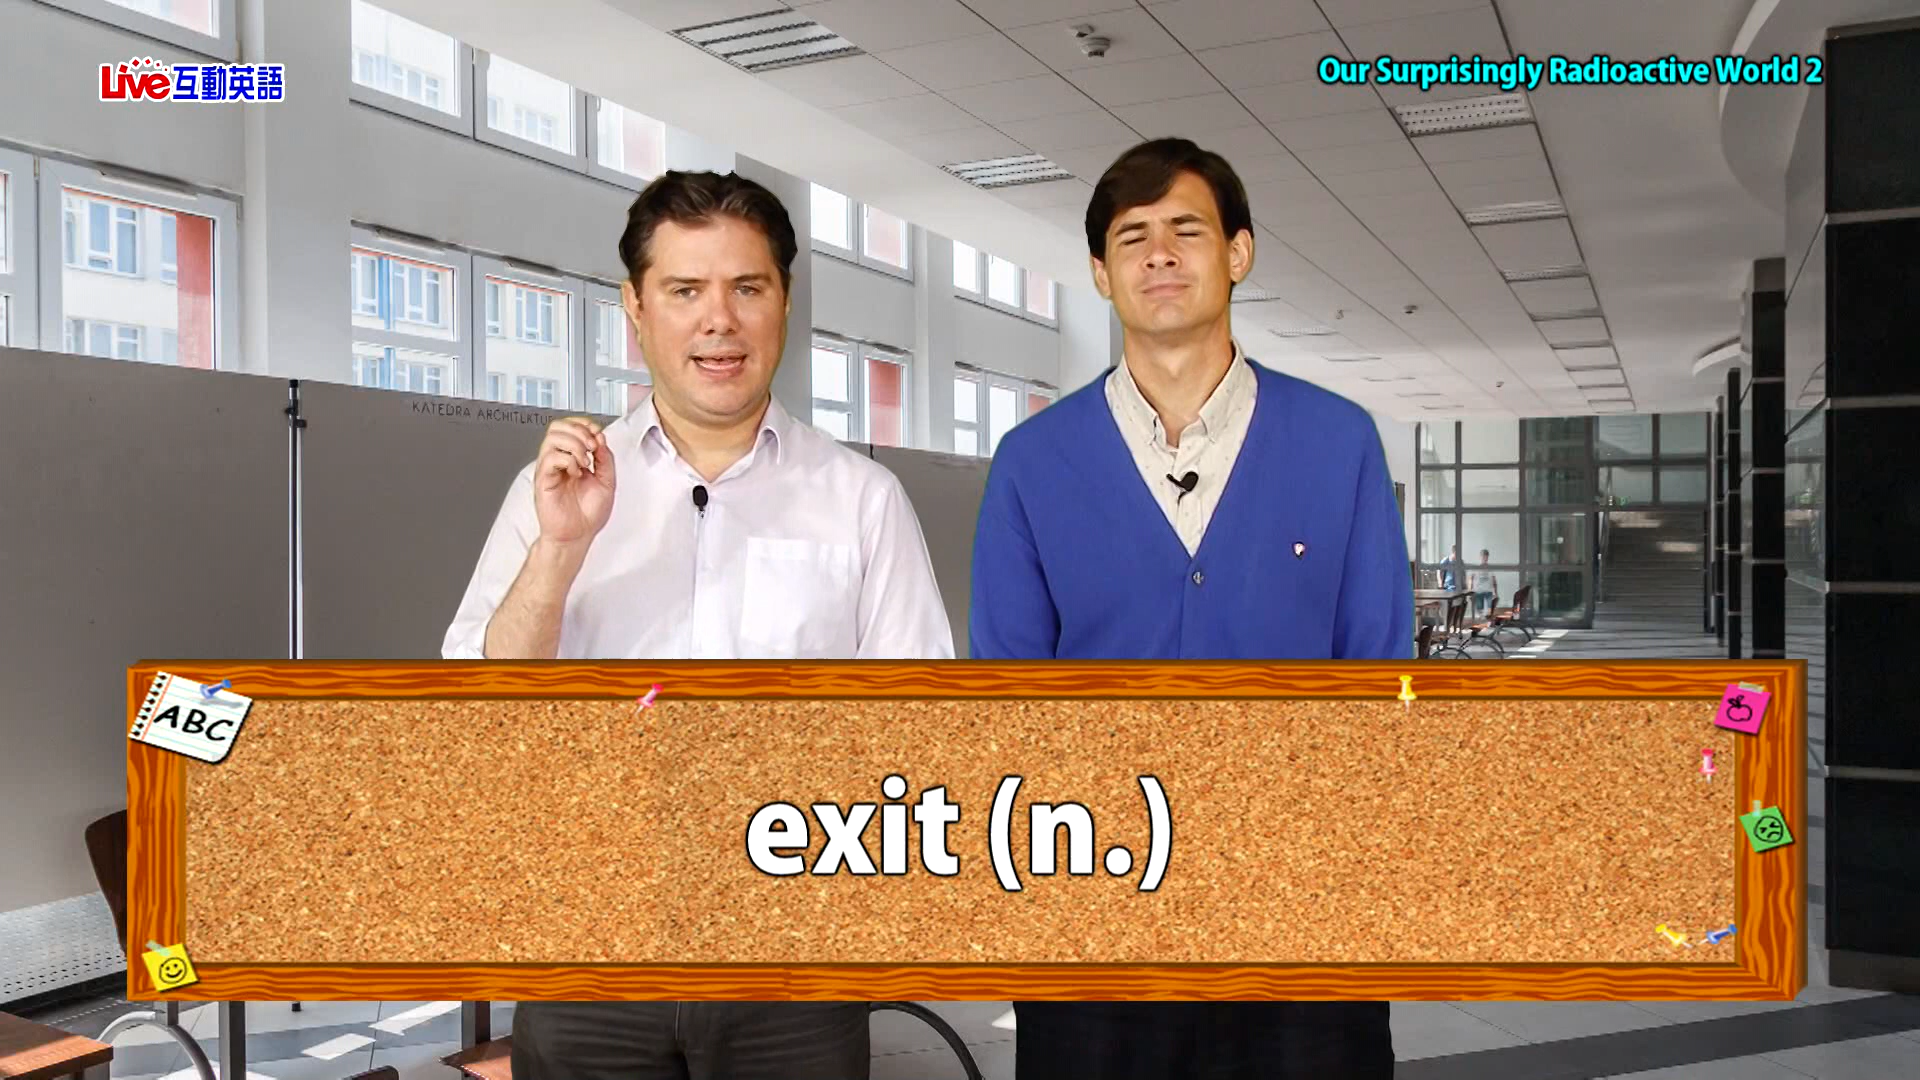 Live互動英語
Our Surprisingly Radioactive World 2
KATEDRA ARCHITEKTU
ABC
exit (n.)